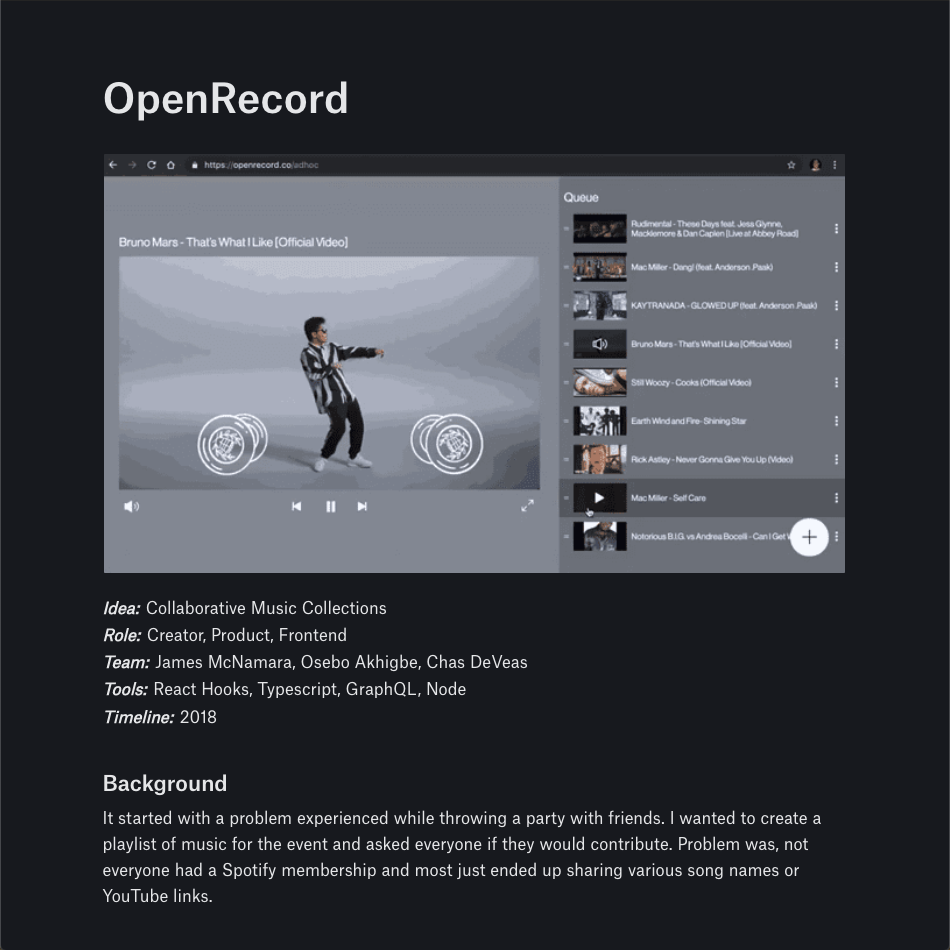 OpenRecord
https://openrecord.co/adhoc
Queue
Rudimental - These Days feat. Jess Glynne,
Macklemore & Dan Caplen [Live at Abbey Road]
Bruno Mars - That's What I Like [Official Video]
Mac Miller - Dang! (feat. Anderson .Paak)
KAYTRANADA - GLOWED UP (feat. Anderson .Paak)
Bruno Mars - That's What I Like [Official Video]
Still Woozy - Cooks (Official Video)
Earth Wind and Fire- Shining Star
Rick Astley - Never Gonna Give You Up (Video)
Mac Miller - Self Care
Notorious B.I.G. vs Andrea Bocelli - Can I Get
Idea: Collaborative Music Collections
Role: Creator, Product, Frontend
Team: James McNamara, Osebo Akhigbe, Chas DeVeas
Tools: React Hooks, Typescript, GraphQL, Node
Timeline: 2018
Background
It started with a problem experienced while throwing a party with friends. I wanted to create a
playlist of music for the event and asked everyone if they would contribute. Problem was, not
everyone had a Spotify membership and most just ended up sharing various song names or
YouTube links.